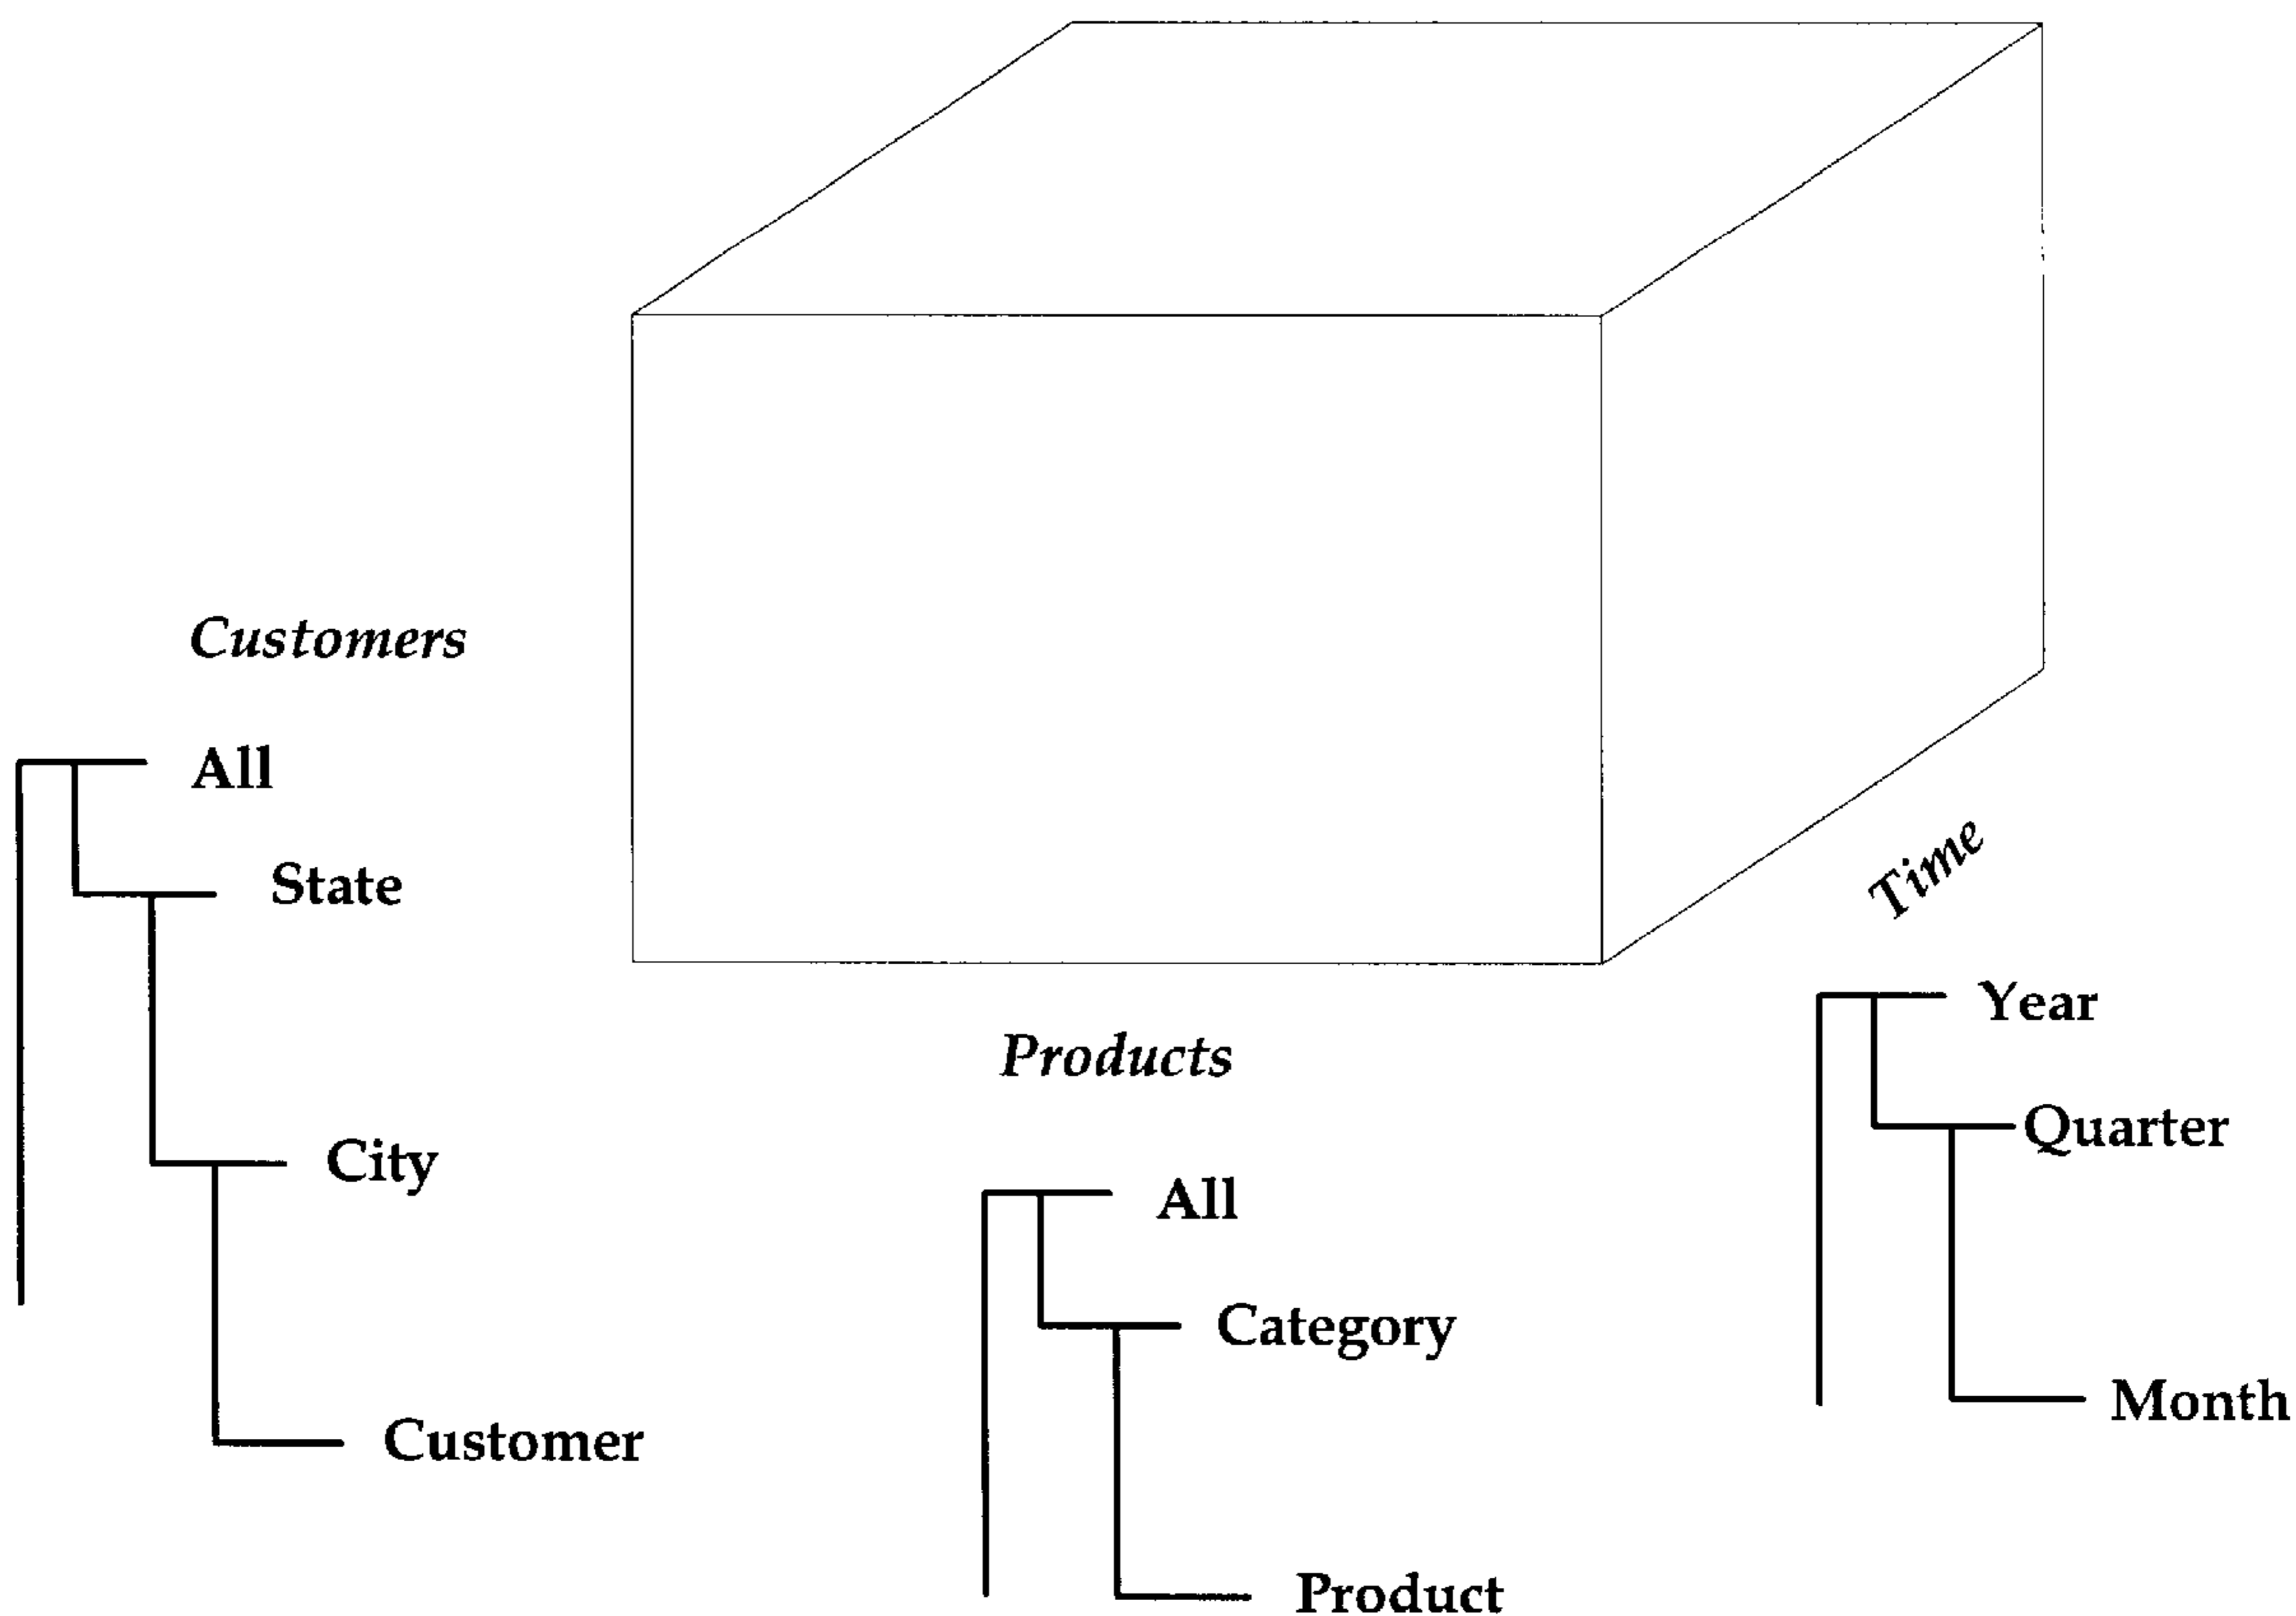 Customers
All
State
City
Customer
Products
All
Category
Product
Time
Year
Quarter
Month